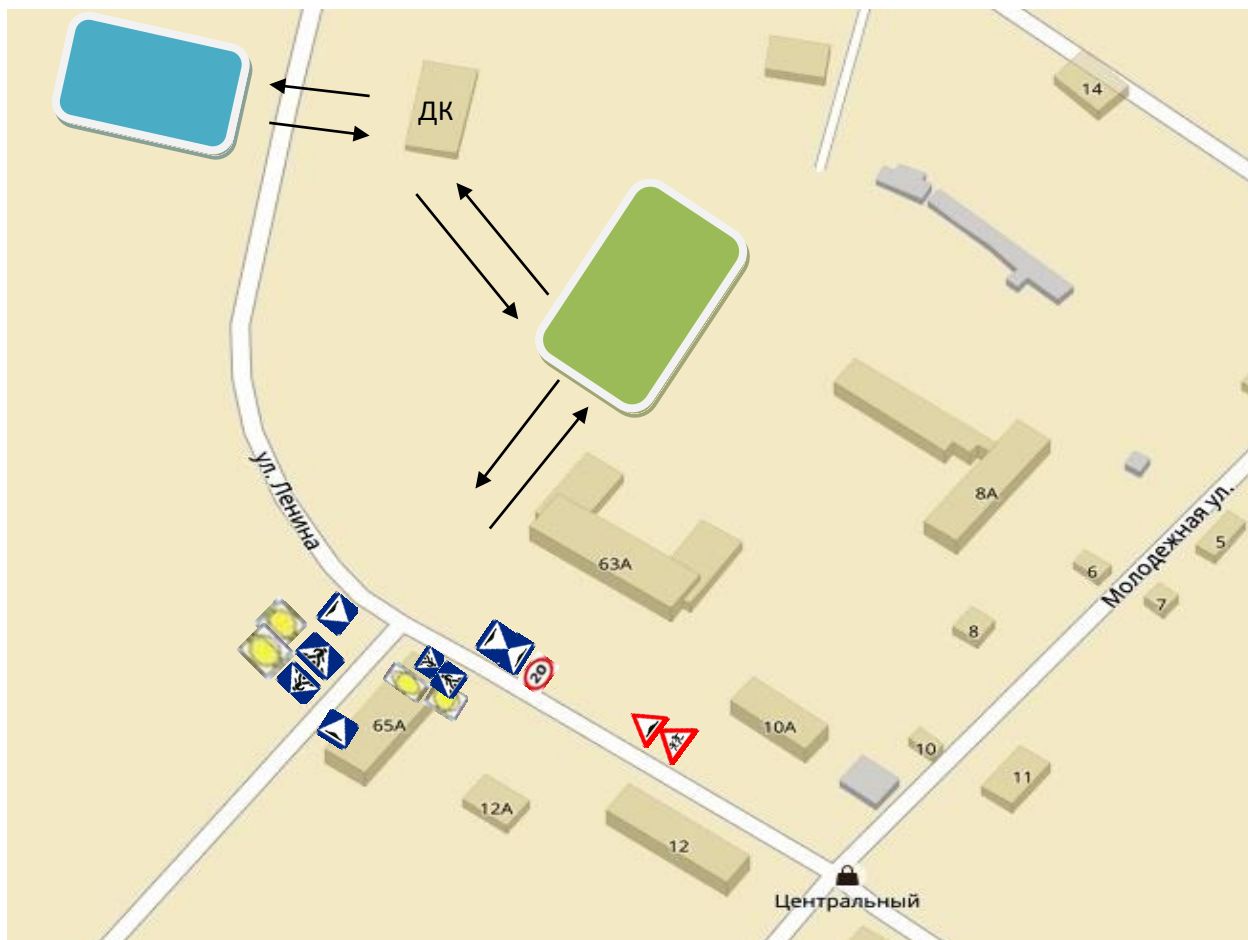 ДК
14
ул. Ленина
8А
Молодежная ул.
5
6
7
63А
8
20
65А
10А
10
11
12А
12
Центральный